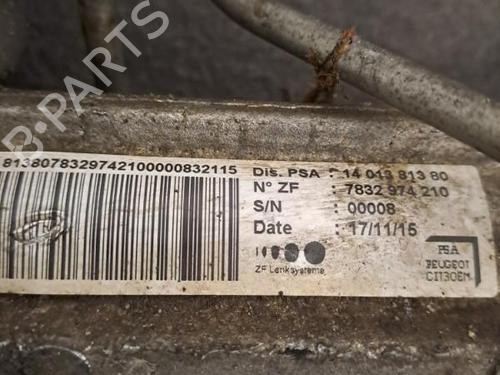 8138078329742100000832115
Dis. PSA : 14 013 813 80
N° ZF : 7832 974 210
S/N : 00008
Date : 17/11/15
ZF Lenksysteme
PSA
PEUGEOT
CITROEN
B-PARTS